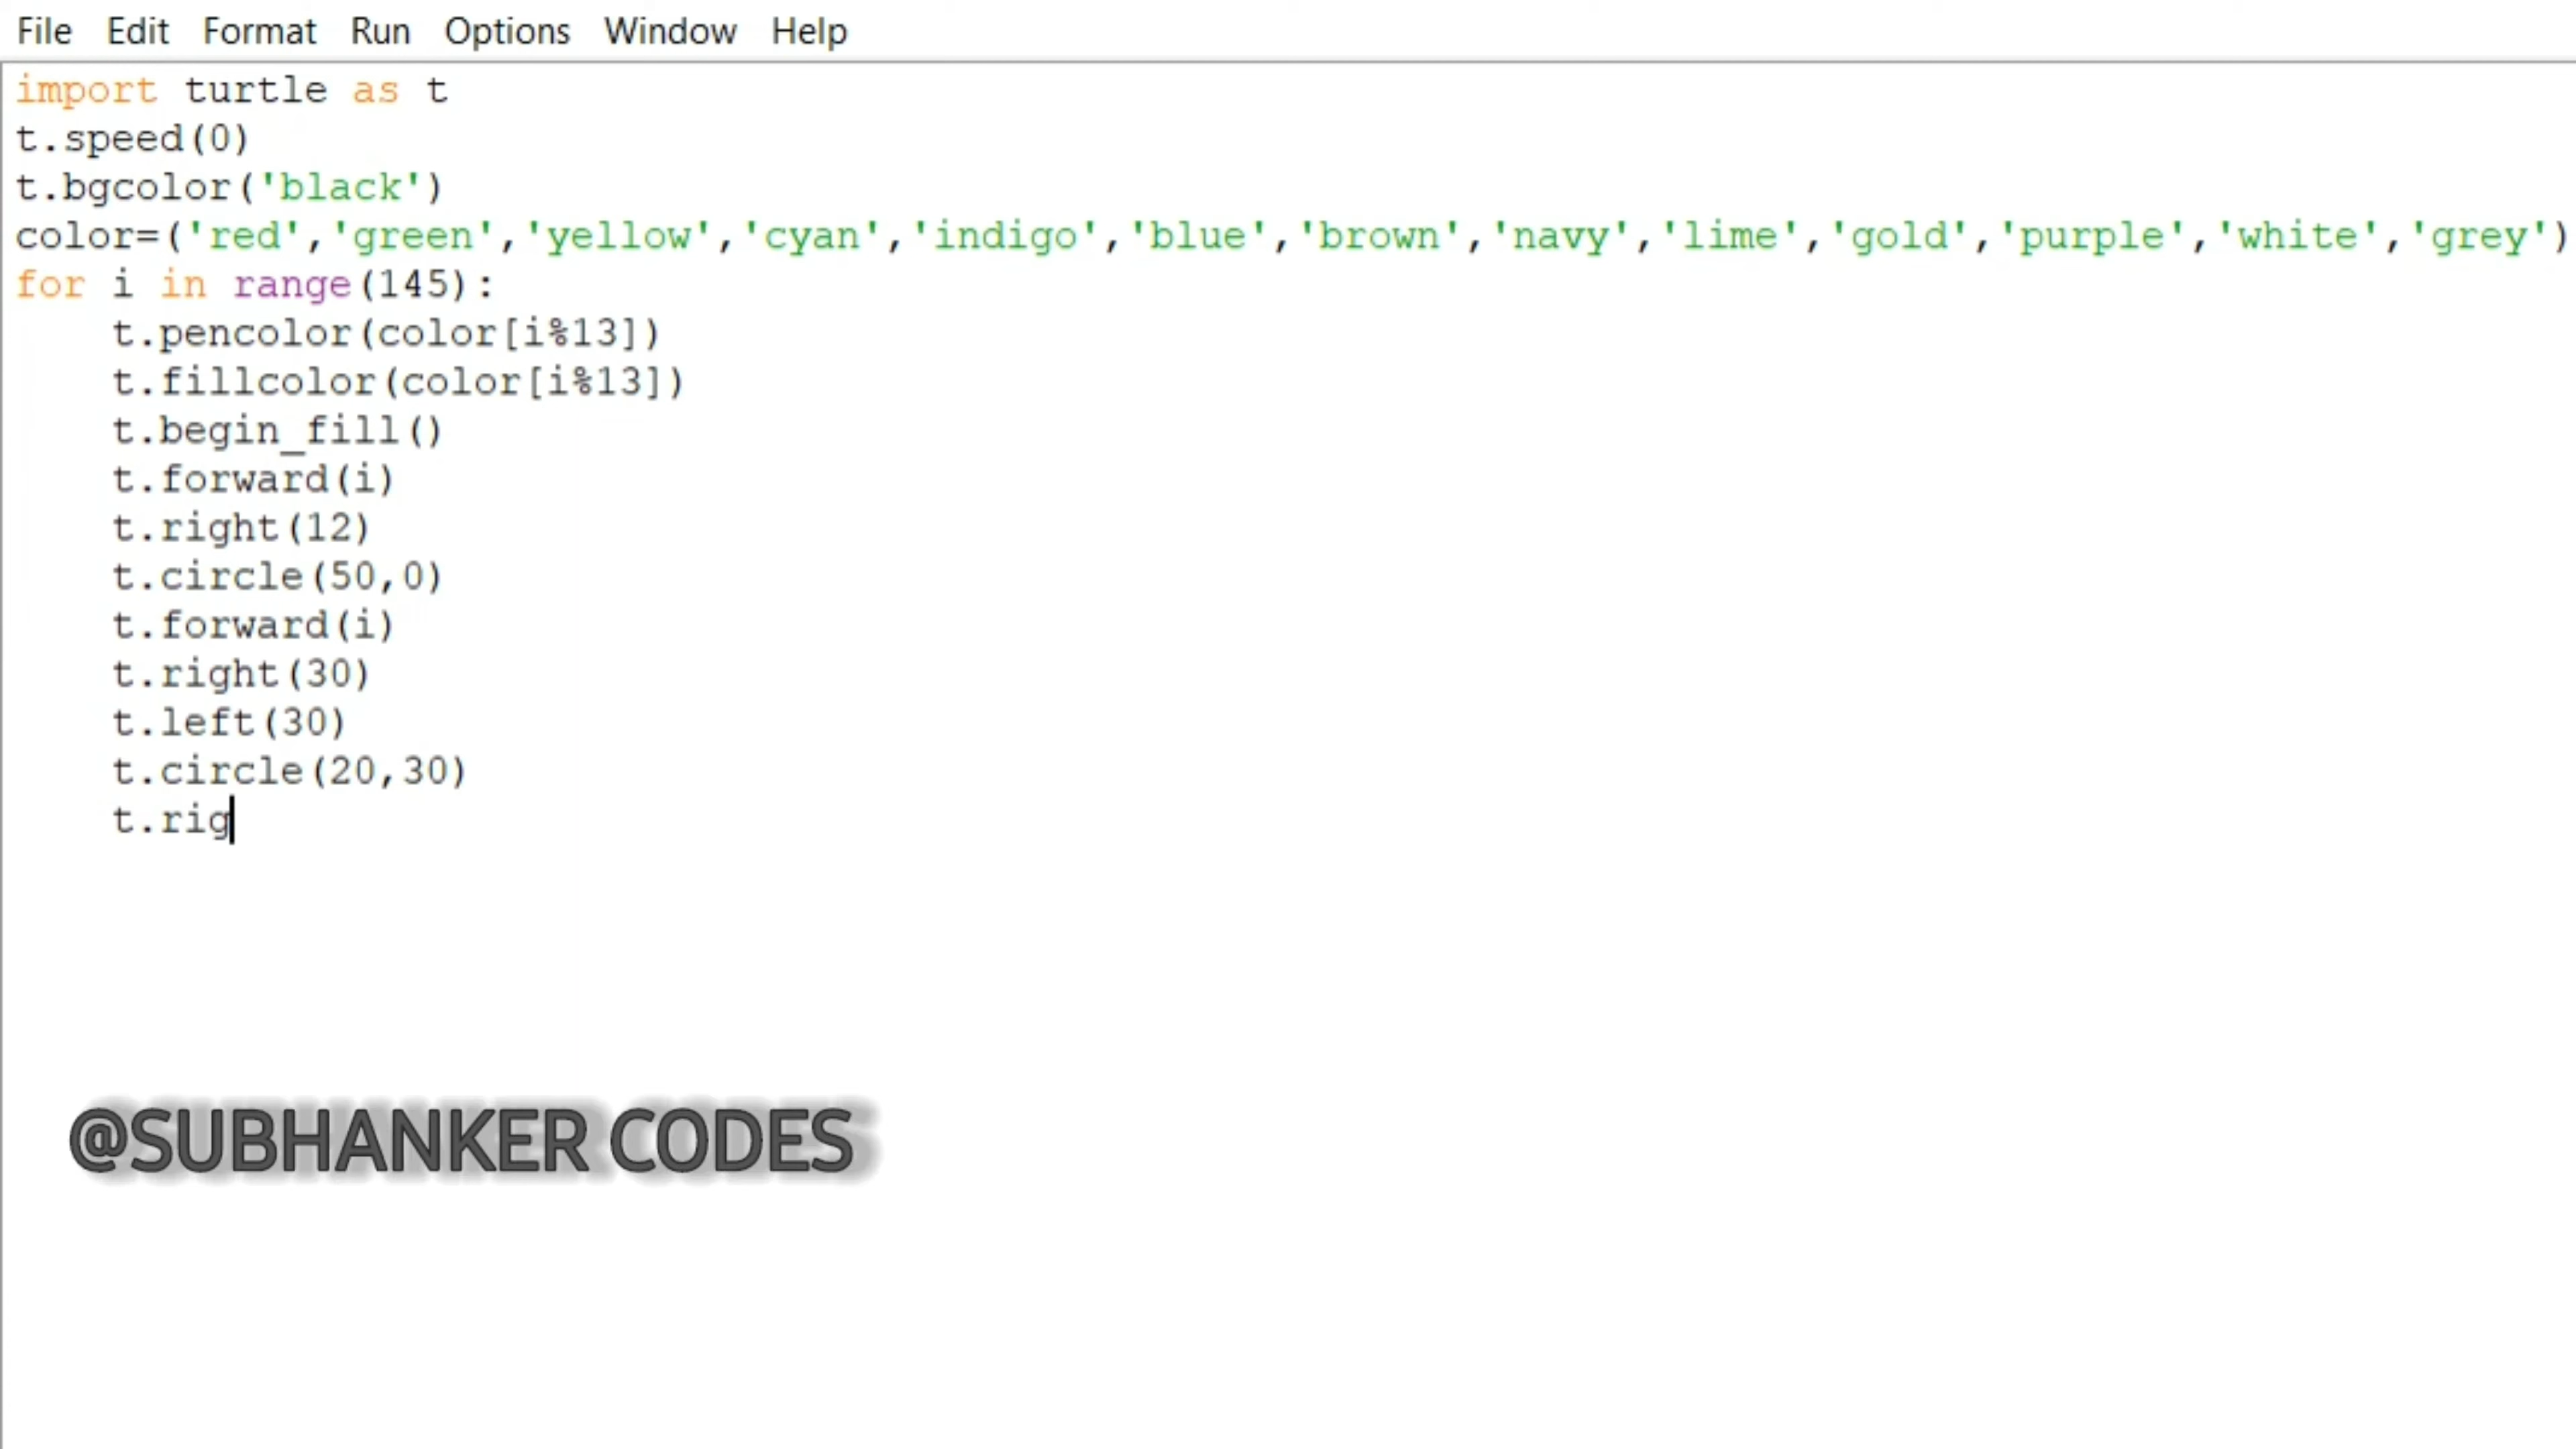 File Edit Format Run Options Window Help
import turtle as t
t.speed(0)
t.bgcolor('black')
color=('red','green','yellow','cyan','indigo','blue','brown','navy','lime','gold','purple','white','grey')
for i in range(145):
    t.pencolor(color[i%13])
    t.fillcolor(color[i%13])
    t.begin_fill()
    t.forward(i)
    t.right(12)
    t.circle(50,0)
    t.forward(i)
    t.right(30)
    t.left(30)
    t.circle(20,30)
    t.rig
@SUBHANKER CODES